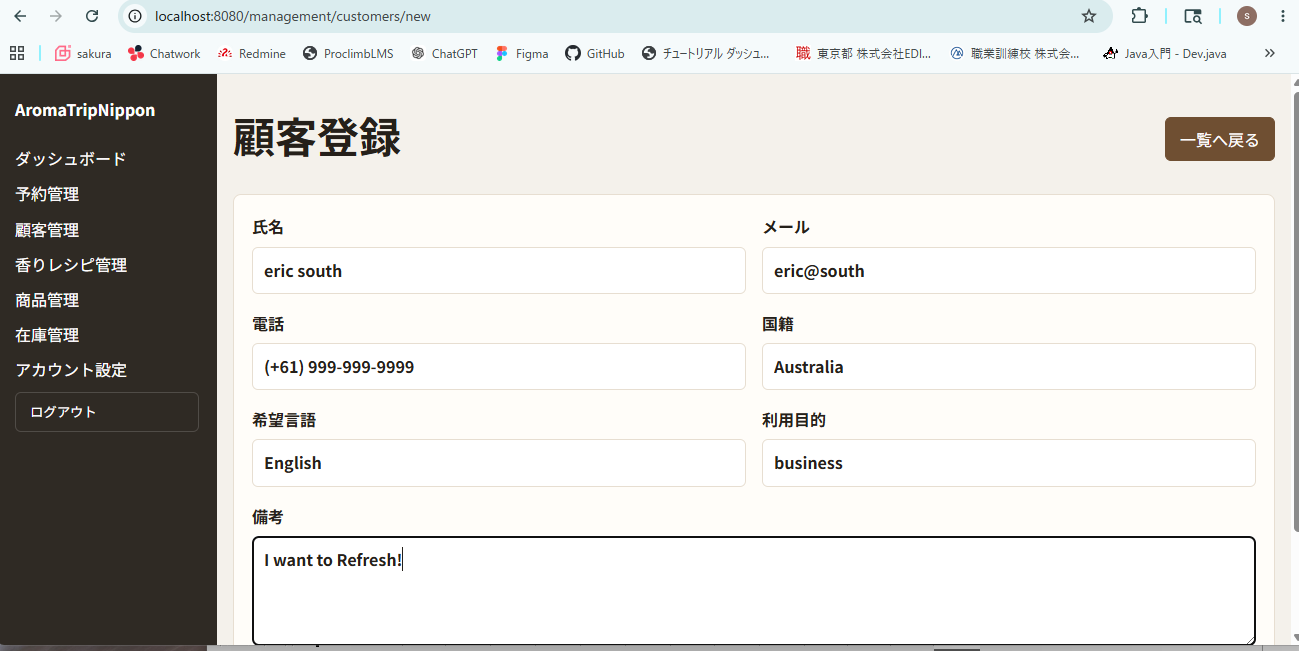 localhost:8080/management/customers/new
S
sakura Chatwork Redmine ProclimbLMS ChatGPT Figma GitHub チュートリアル ダッシュ... 職 東京都 株式会社EDI... 職業訓練校 株式会社... Java入門 - Dev.java
AromaTripNippon
ダッシュボード
予約管理
顧客管理
香りレシピ管理
商品管理
在庫管理
アカウント設定
ログアウト
顧客登録
一覧へ戻る
氏名
eric south
メール
eric@south
電話
(+61) 999-999-9999
国籍
Australia
希望言語
English
利用目的
business
備考
I want to Refresh!